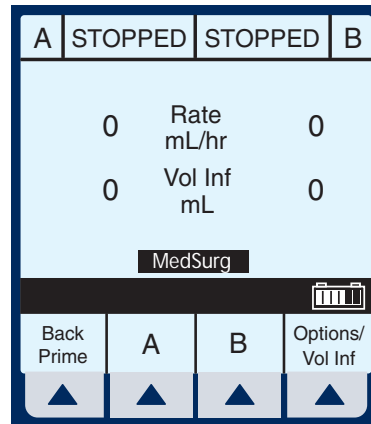 A STOPPED STOPPED B
0 Rate mL/hr 0
0 Vol Inf mL 0
MedSurg
Back Prime A B Options/ Vol Inf